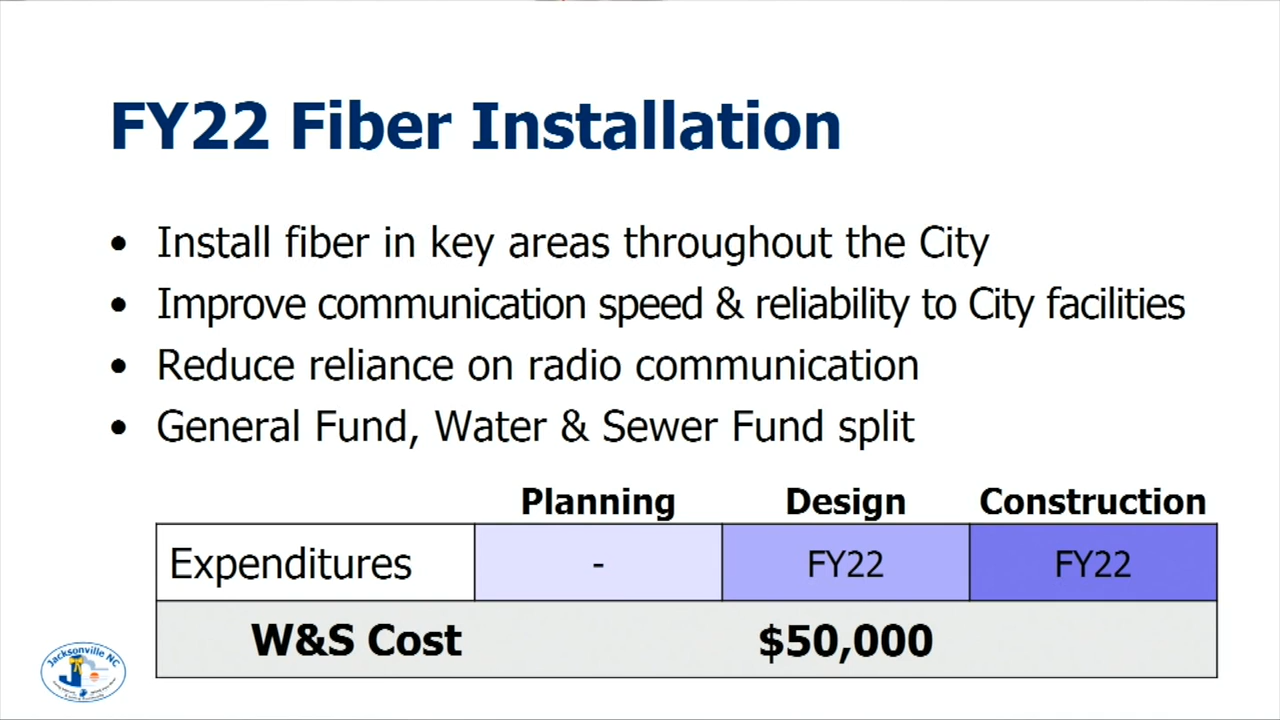 FY22 Fiber Installation
• Install fiber in key areas throughout the City
• Improve communication speed & reliability to City facilities
• Reduce reliance on radio communication
• General Fund, Water & Sewer Fund split
Planning Design Construction
Expenditures - FY22 FY22
W&S Cost $50,000
Jacksonville NC